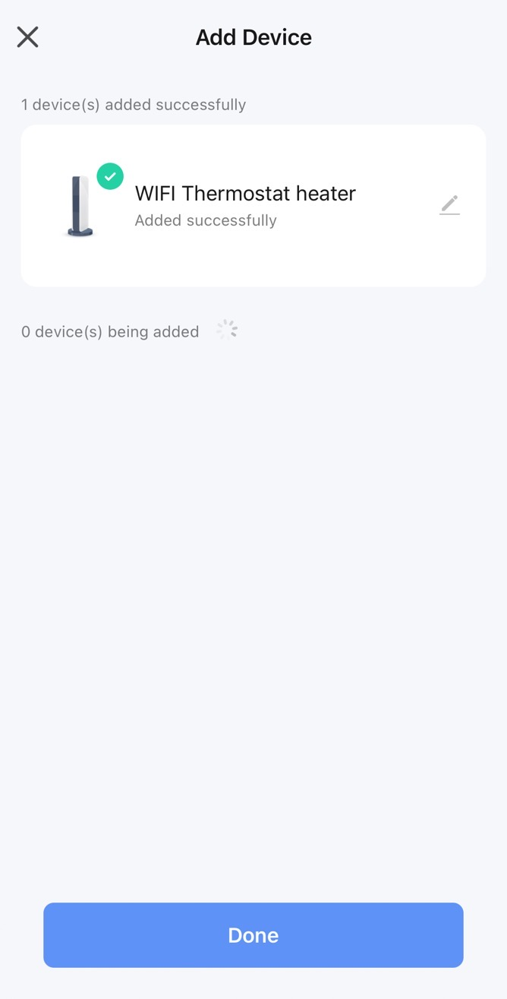 Add Device
1 device(s) added successfully
WIFI Thermostat heater
Added successfully
0 device(s) being added
Done